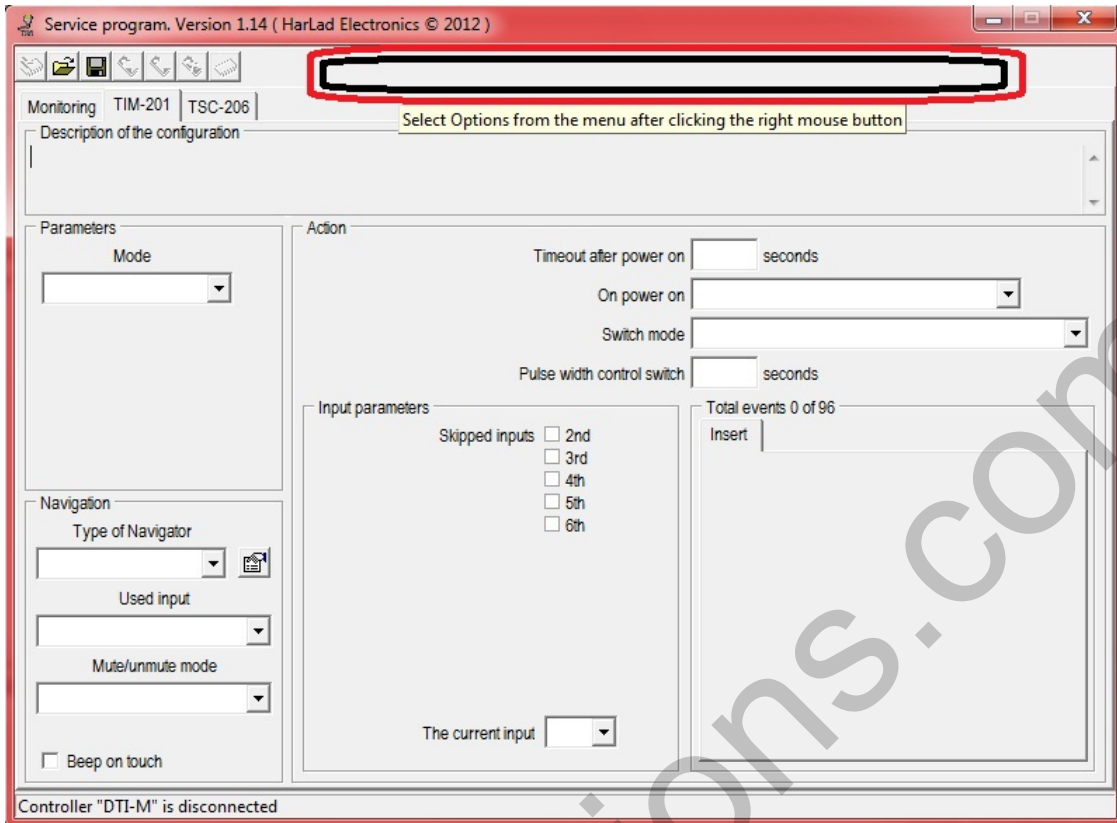 Service program. Version 1.14 ( HarLad Electronics © 2012 )
Monitoring TIM-201 TSC-206
Select Options from the menu after clicking the right mouse button
Description of the configuration
Parameters
Mode
Action
Timeout after power on seconds
On power on
Switch mode
Pulse width control switch seconds
Input parameters
Skipped inputs 2nd
3rd
4th
5th
6th
The current input
Total events 0 of 96
Insert
Navigation
Type of Navigator
Used input
Mute/unmute mode
Beep on touch
Controller "DTI-M" is disconnected
ons.com